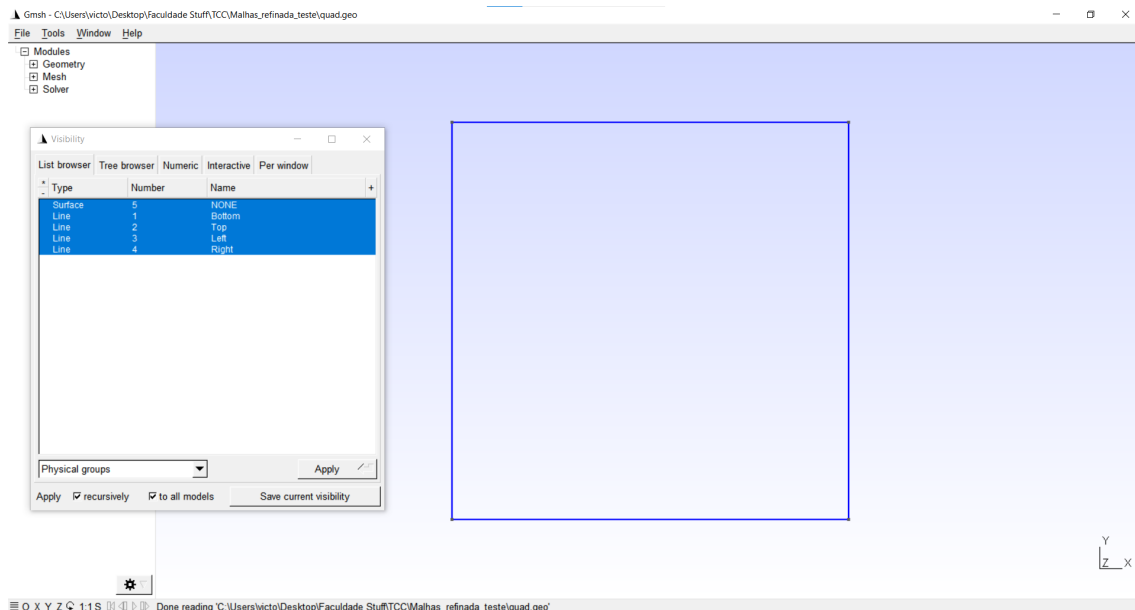 Gmsh - C:\Users\victo\Desktop\Faculdade Stuff\TCC\Malhas_refinada_teste\quad.geo
File Tools Window Help
Modules
Geometry
Mesh
Solver
Visibility
List browser Tree browser Numeric Interactive Per window
* - Type Number Name +
Surface 5 NONE
Line 1 Bottom
Line 2 Top
Line 3 Left
Line 4 Right
Physical groups Apply
Apply recursively to all models Save current visibility
Y
Z X
O X Y Z 1:1 S Done reading 'C:\Users\victo\Desktop\Faculdade Stuff\TCC\Malhas_refinada_teste\quad.geo'